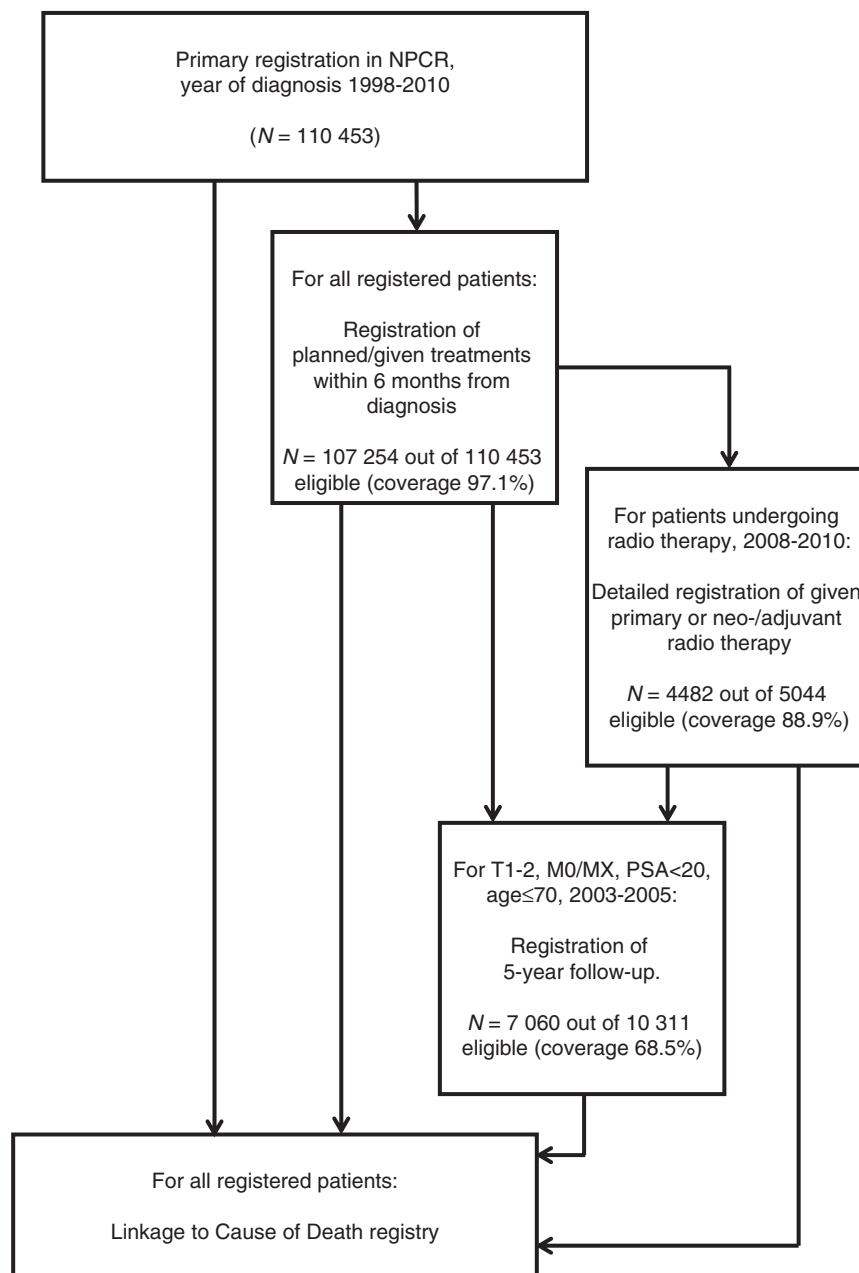 Primary registration in NPCR,
year of diagnosis 1998-2010
(N = 110 453)
For all registered patients:
Registration of
planned/given treatments
within 6 months from
diagnosis
N = 107 254 out of 110 453
eligible (coverage 97.1%)
For patients undergoing
radio therapy, 2008-2010:
Detailed registration of given
primary or neo-/adjuvant
radio therapy
N = 4482 out of 5044
eligible (coverage 88.9%)
For T1-2, M0/MX, PSA<20,
age≤70, 2003-2005:
Registration of
5-year follow-up.
N = 7 060 out of 10 311
eligible (coverage 68.5%)
For all registered patients:
Linkage to Cause of Death registry